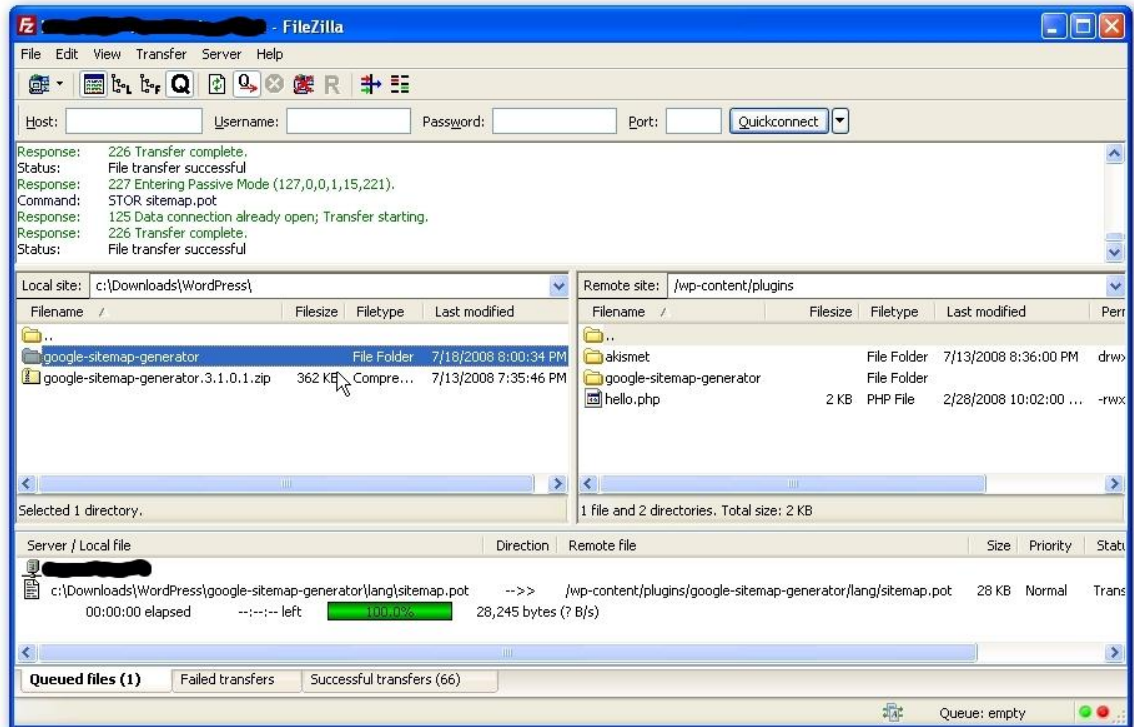 - FileZilla
File Edit View Transfer Server Help
Host: Username: Password: Port: Quickconnect
Response: 226 Transfer complete.
Status: File transfer successful
Response: 227 Entering Passive Mode (127,0,0,1,15,221).
Command: STOR sitemap.pot
Response: 125 Data connection already open; Transfer starting.
Response: 226 Transfer complete.
Status: File transfer successful
Local site: c:\Downloads\WordPress\
Filename / Filesize Filetype Last modified
..
google-sitemap-generator File Folder 7/18/2008 8:00:34 PM
google-sitemap-generator.3.1.0.1.zip 362 KB Compre... 7/13/2008 7:35:46 PM
Selected 1 directory.
Remote site: /wp-content/plugins
Filename / Filesize Filetype Last modified Perr
..
akismet File Folder 7/13/2008 8:36:00 PM drwx
google-sitemap-generator File Folder
hello.php 2 KB PHP File 2/28/2008 10:02:00 ... -rwx
1 file and 2 directories. Total size: 2 KB
Server / Local file Direction Remote file Size Priority Statu
c:\Downloads\WordPress\google-sitemap-generator\lang\sitemap.pot -->> /wp-content/plugins/google-sitemap-generator/lang/sitemap.pot 28 KB Normal Trans
00:00:00 elapsed --:--:-- left 100.0% 28,245 bytes (? B/s)
Queued files (1) Failed transfers Successful transfers (66)
Queue: empty